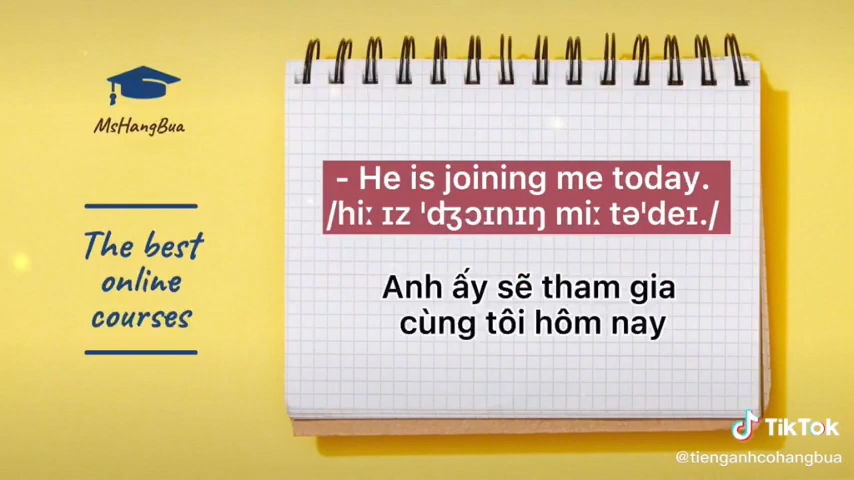 MsHangBua
The best
online
courses
- He is joining me today.
/hiː ɪz ˈʤɔɪnɪŋ miː təˈdeɪ./
Anh ấy sẽ tham gia
cùng tôi hôm nay
TikTok
@tienganhcohangbua